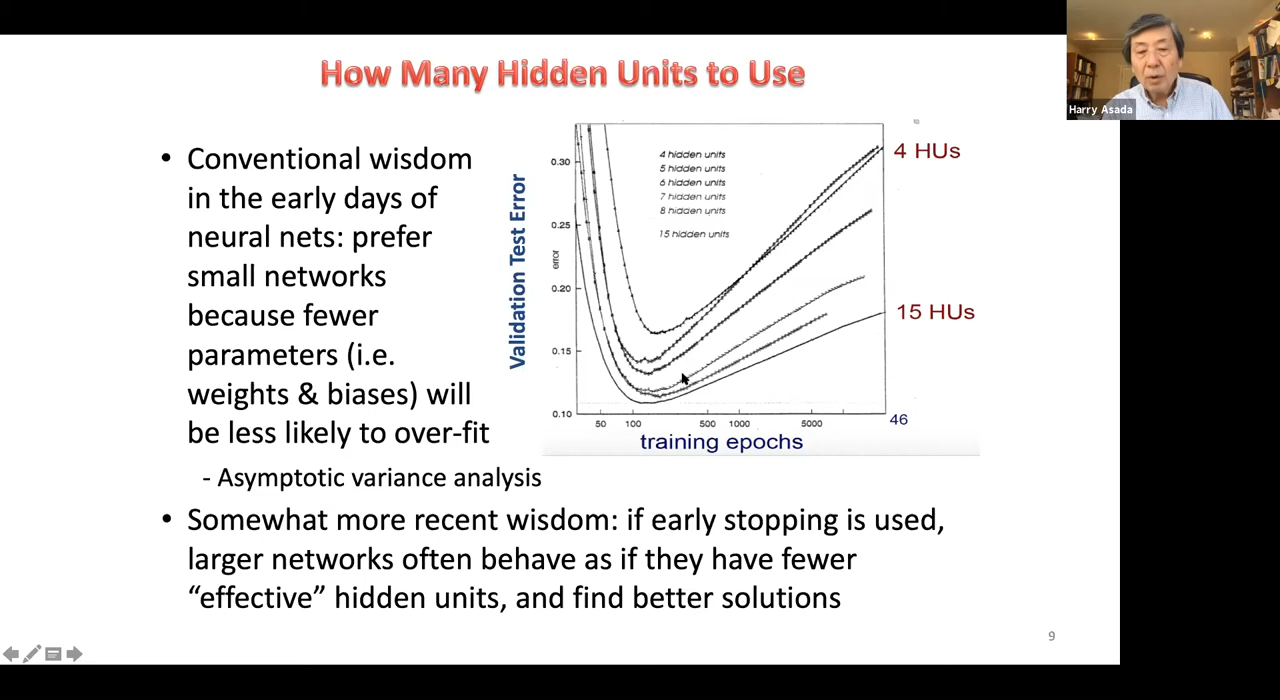 How Many Hidden Units to Use
Harry Asada
• Conventional wisdom
in the early days of
neural nets: prefer
small networks
because fewer
parameters (i.e.
weights & biases) will
be less likely to over-fit
- Asymptotic variance analysis
• Somewhat more recent wisdom: if early stopping is used,
larger networks often behave as if they have fewer
“effective” hidden units, and find better solutions
Validation Test Error
error
0.30
0.25
0.20
0.15
0.10
4 hidden units
5 hidden units
6 hidden units
7 hidden units
8 hidden units
15 hidden units
4 HUs
15 HUs
50 100 500 1000 5000
46
training epochs
9